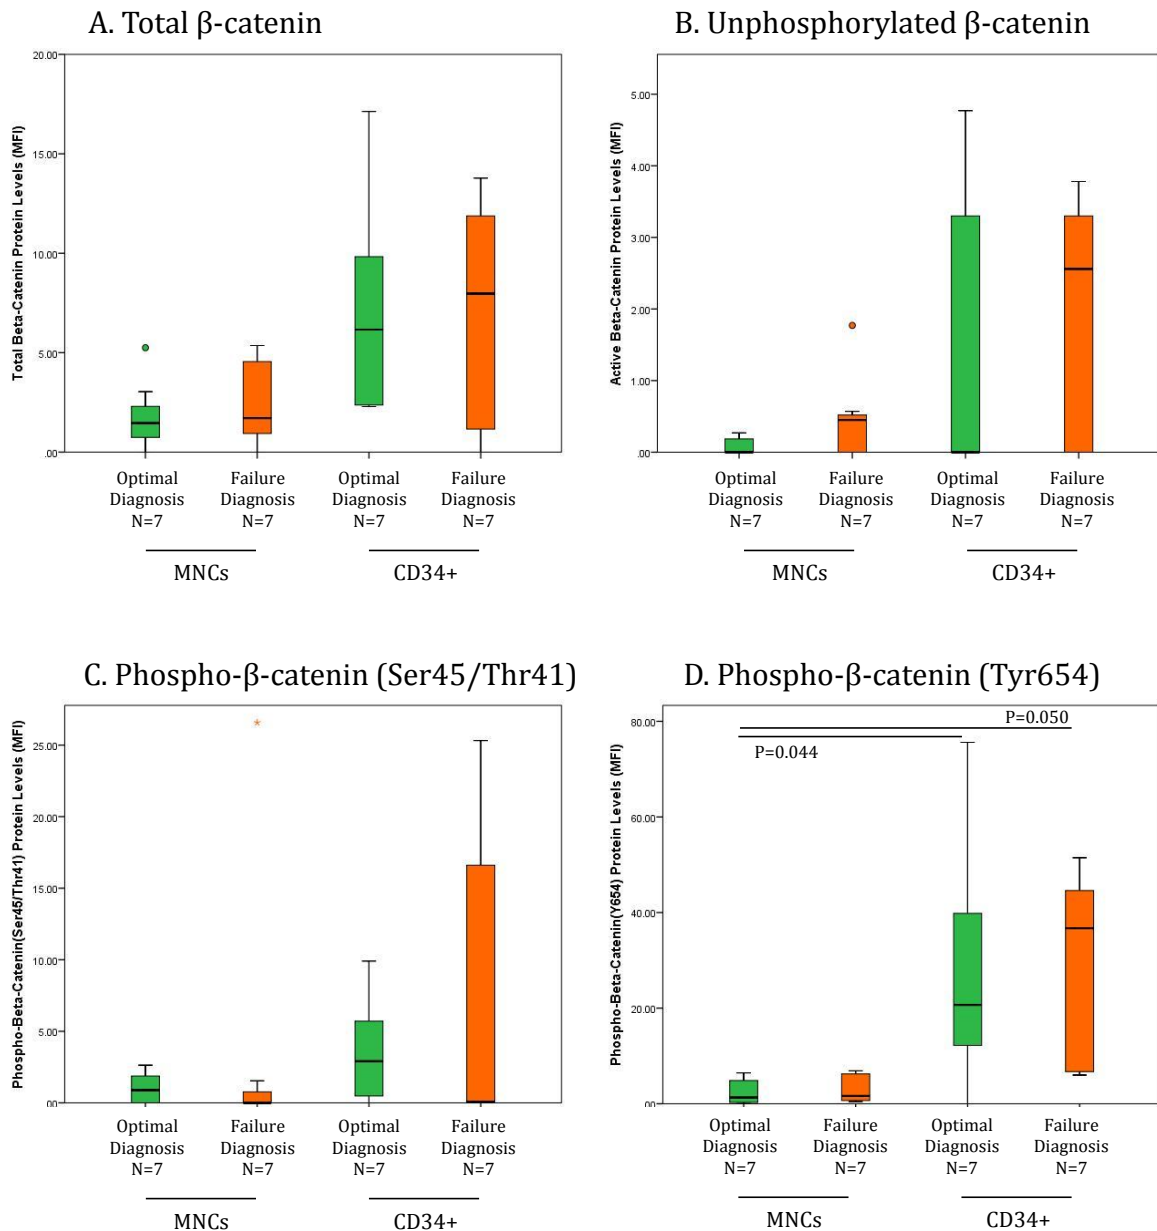 A. Total β-catenin
Total Beta-Catenin Protein Levels (MFI)
20.00
15.00
10.00
5.00
.00
Optimal Diagnosis N=7
Failure Diagnosis N=7
Optimal Diagnosis N=7
Failure Diagnosis N=7
MNCs
CD34+
B. Unphosphorylated β-catenin
Active Beta-Catenin Protein Levels (MFI)
5.00
4.00
3.00
2.00
1.00
.00
Optimal Diagnosis N=7
Failure Diagnosis N=7
Optimal Diagnosis N=7
Failure Diagnosis N=7
MNCs
CD34+
C. Phospho-β-catenin (Ser45/Thr41)
Phospho-Beta-Catenin(Ser45/Thr41) Protein Levels (MFI)
25.00
20.00
15.00
10.00
5.00
.00
Optimal Diagnosis N=7
Failure Diagnosis N=7
Optimal Diagnosis N=7
Failure Diagnosis N=7
MNCs
CD34+
D. Phospho-β-catenin (Tyr654)
Phospho-Beta-Catenin(Y654) Protein Levels (MFI)
80.00
60.00
40.00
20.00
.00
P=0.050
P=0.044
Optimal Diagnosis N=7
Failure Diagnosis N=7
Optimal Diagnosis N=7
Failure Diagnosis N=7
MNCs
CD34+